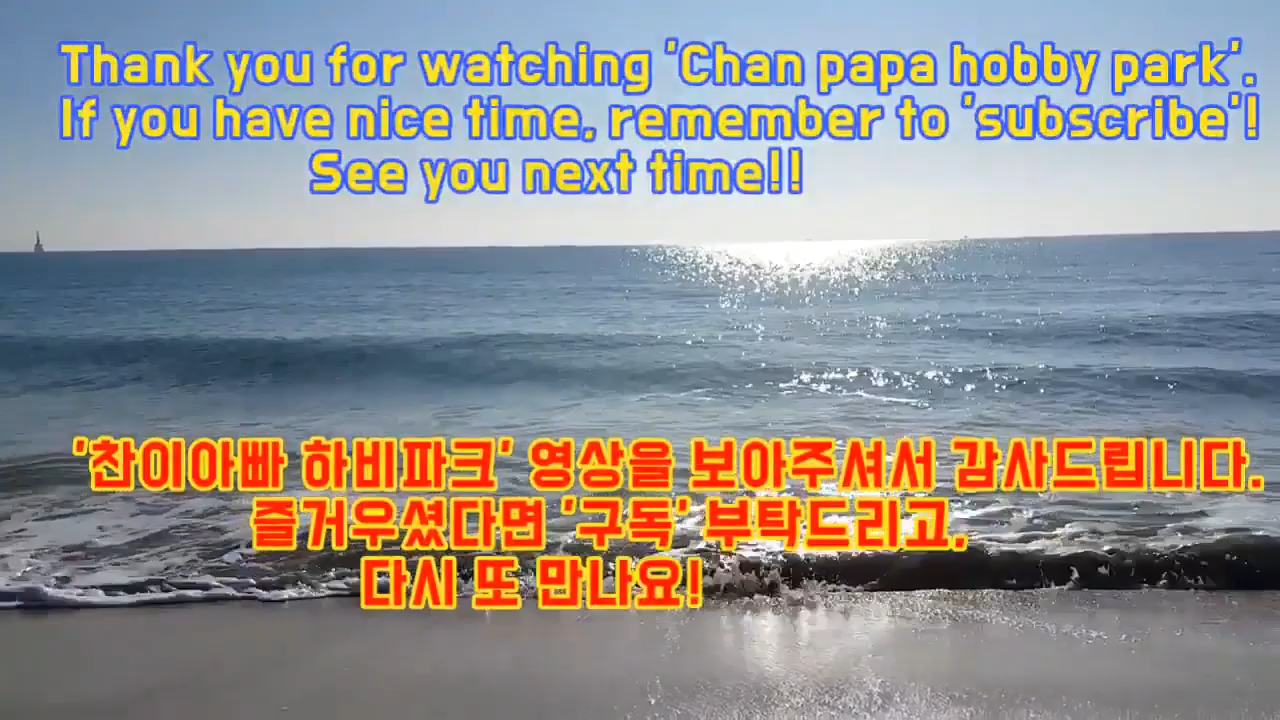 Thank you for watching 'Chan papa hobby park'.
If you have nice time, remember to 'subscribe'!
See you next time!!
'찬이아빠 하비파크' 영상을 보아주셔서 감사드립니다.
즐거우셨다면 '구독' 부탁드리고,
다시 또 만나요!